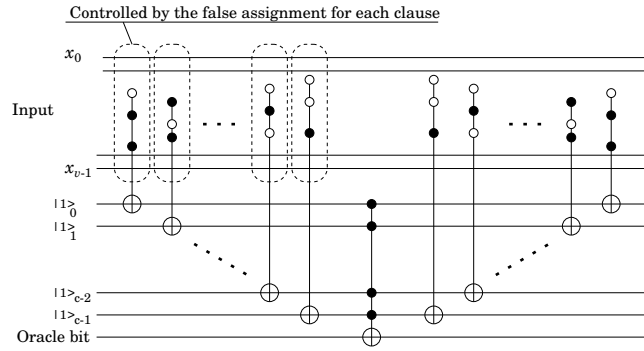 Controlled by the false assignment for each clause
x0
Input
xv-1
|1>0
|1>1
|1>c-2
|1>c-1
Oracle bit